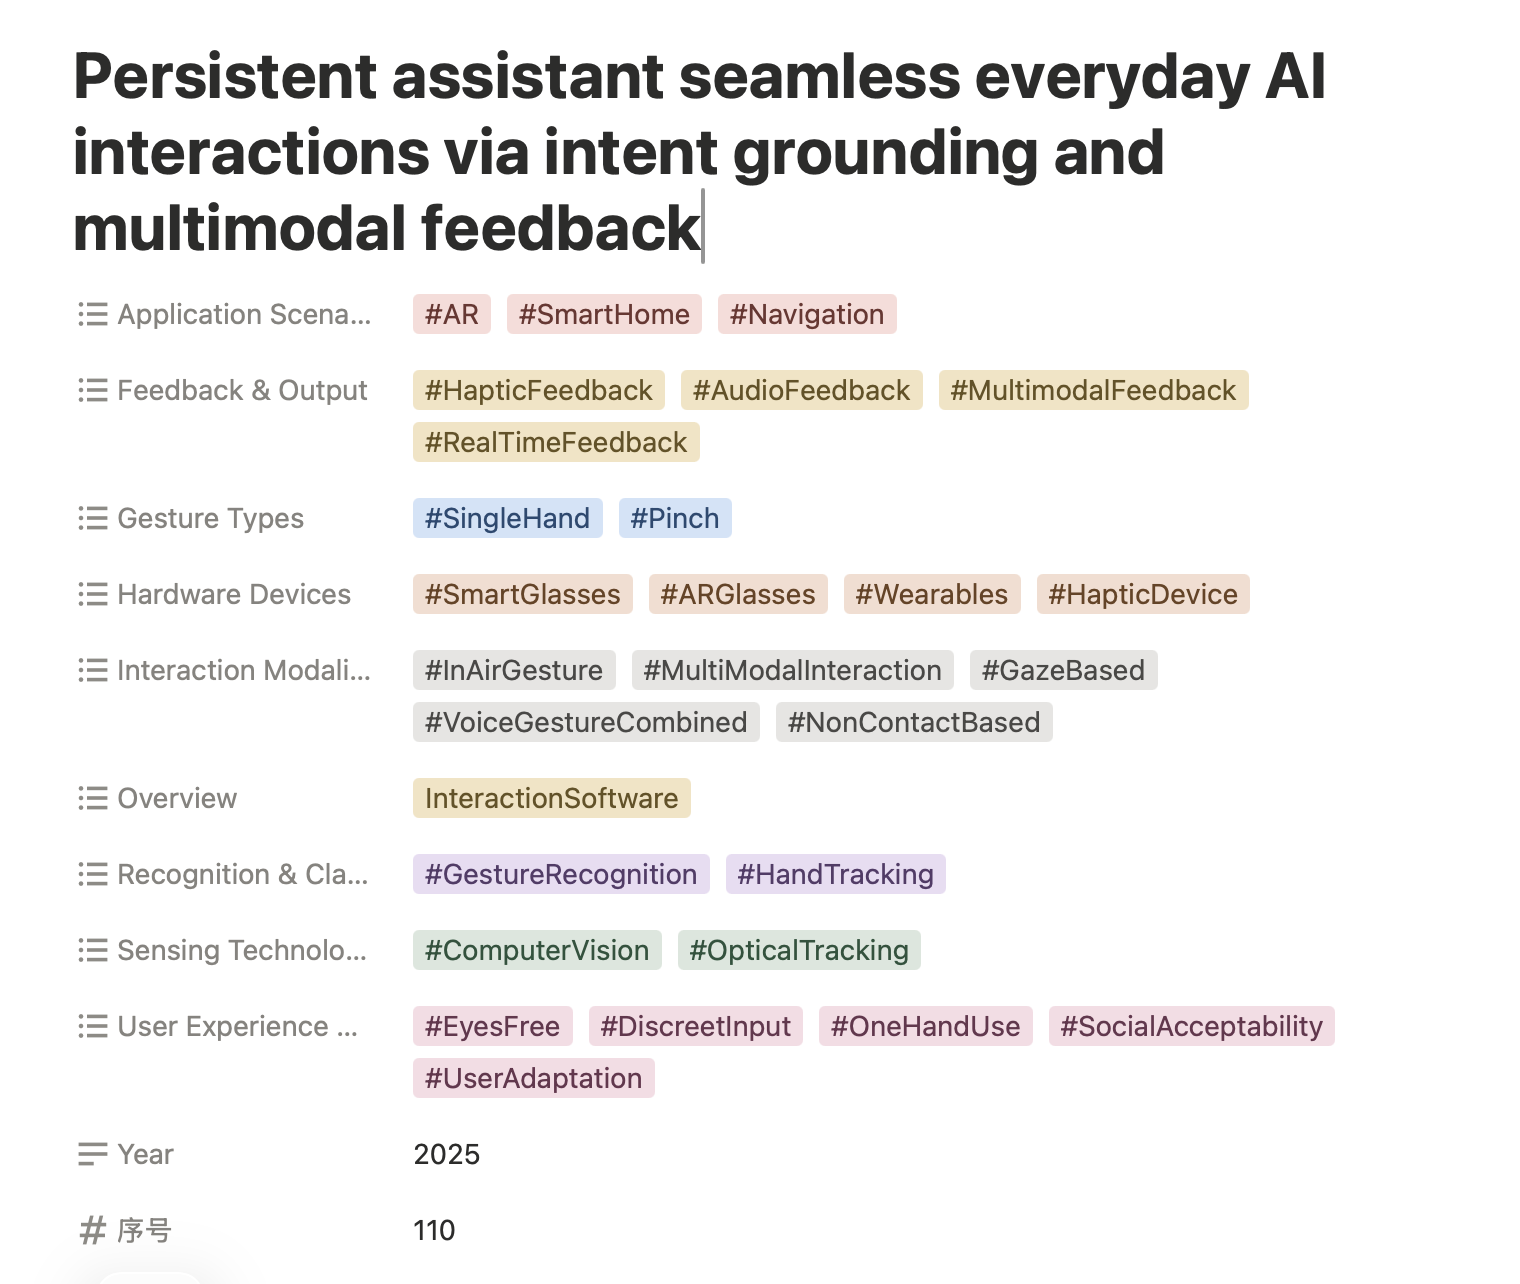 Persistent assistant seamless everyday AI
interactions via intent grounding and
multimodal feedback
Application Scena... #AR #SmartHome #Navigation
Feedback & Output #HapticFeedback #AudioFeedback #MultimodalFeedback
#RealTimeFeedback
Gesture Types #SingleHand #Pinch
Hardware Devices #SmartGlasses #ARGlasses #Wearables #HapticDevice
Interaction Modali... #InAirGesture #MultiModalInteraction #GazeBased
#VoiceGestureCombined #NonContactBased
Overview InteractionSoftware
Recognition & Cla... #GestureRecognition #HandTracking
Sensing Technolo... #ComputerVision #OpticalTracking
User Experience ... #EyesFree #DiscreetInput #OneHandUse #SocialAcceptability
#UserAdaptation
Year 2025
序号 110